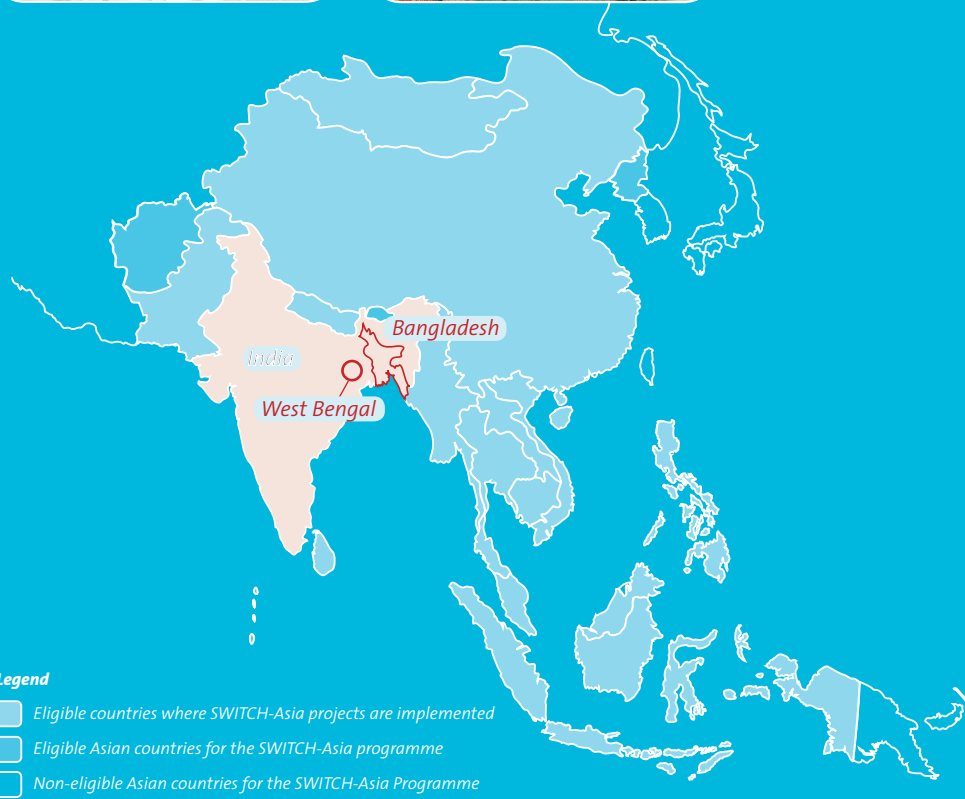 Bangladesh
India
West Bengal
Legend
Eligible countries where SWITCH-Asia projects are implemented
Eligible Asian countries for the SWITCH-Asia programme
Non-eligible Asian countries for the SWITCH-Asia Programme